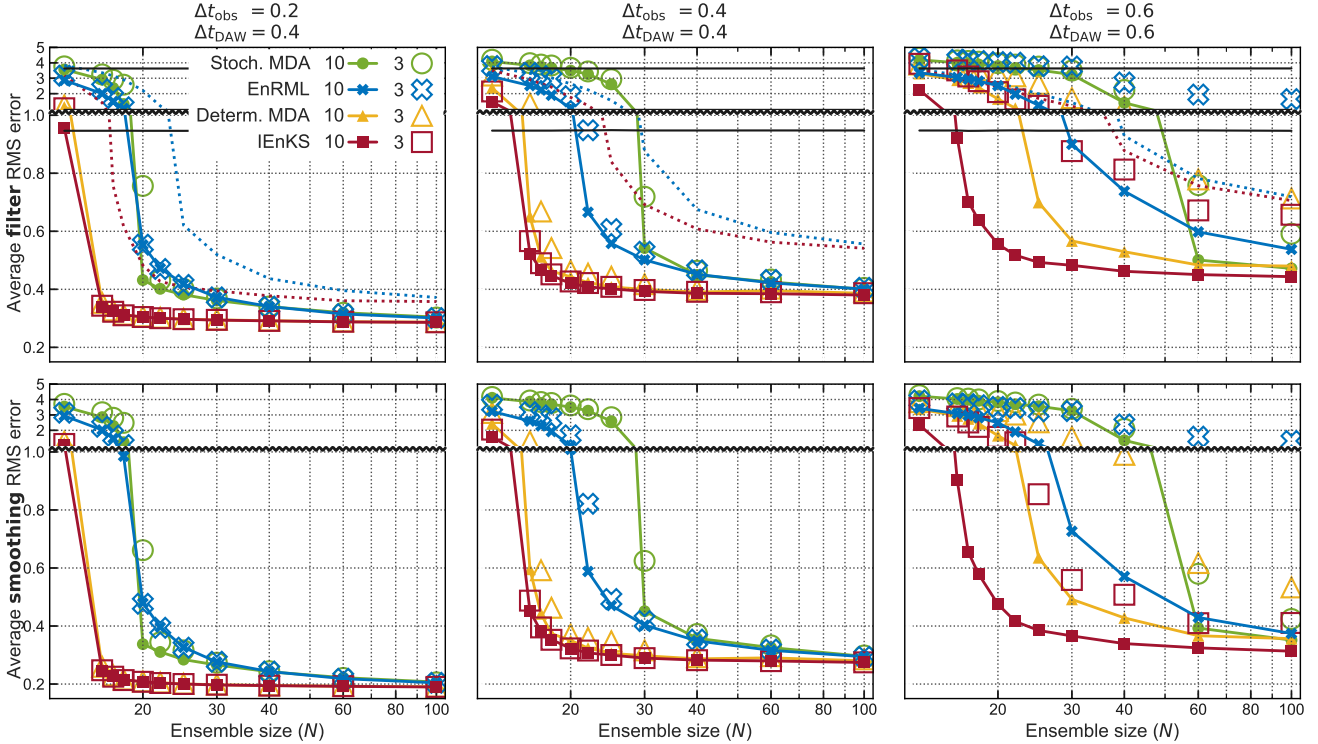 Δt_obs = 0.2
Δt_DAW = 0.4
Δt_obs = 0.4
Δt_DAW = 0.4
Δt_obs = 0.6
Δt_DAW = 0.6
Average filter RMS error
5
4
3
2
1.0
0.8
0.6
0.4
0.2
Stoch. MDA 10 3
EnRML 10 3
Determ. MDA 10 3
IEnKS 10 3
Average smoothing RMS error
5
4
3
2
1.0
0.8
0.6
0.4
0.2
20 30 40 60 80 100
20 30 40 60 80 100
20 30 40 60 80 100
Ensemble size (N)
Ensemble size (N)
Ensemble size (N)